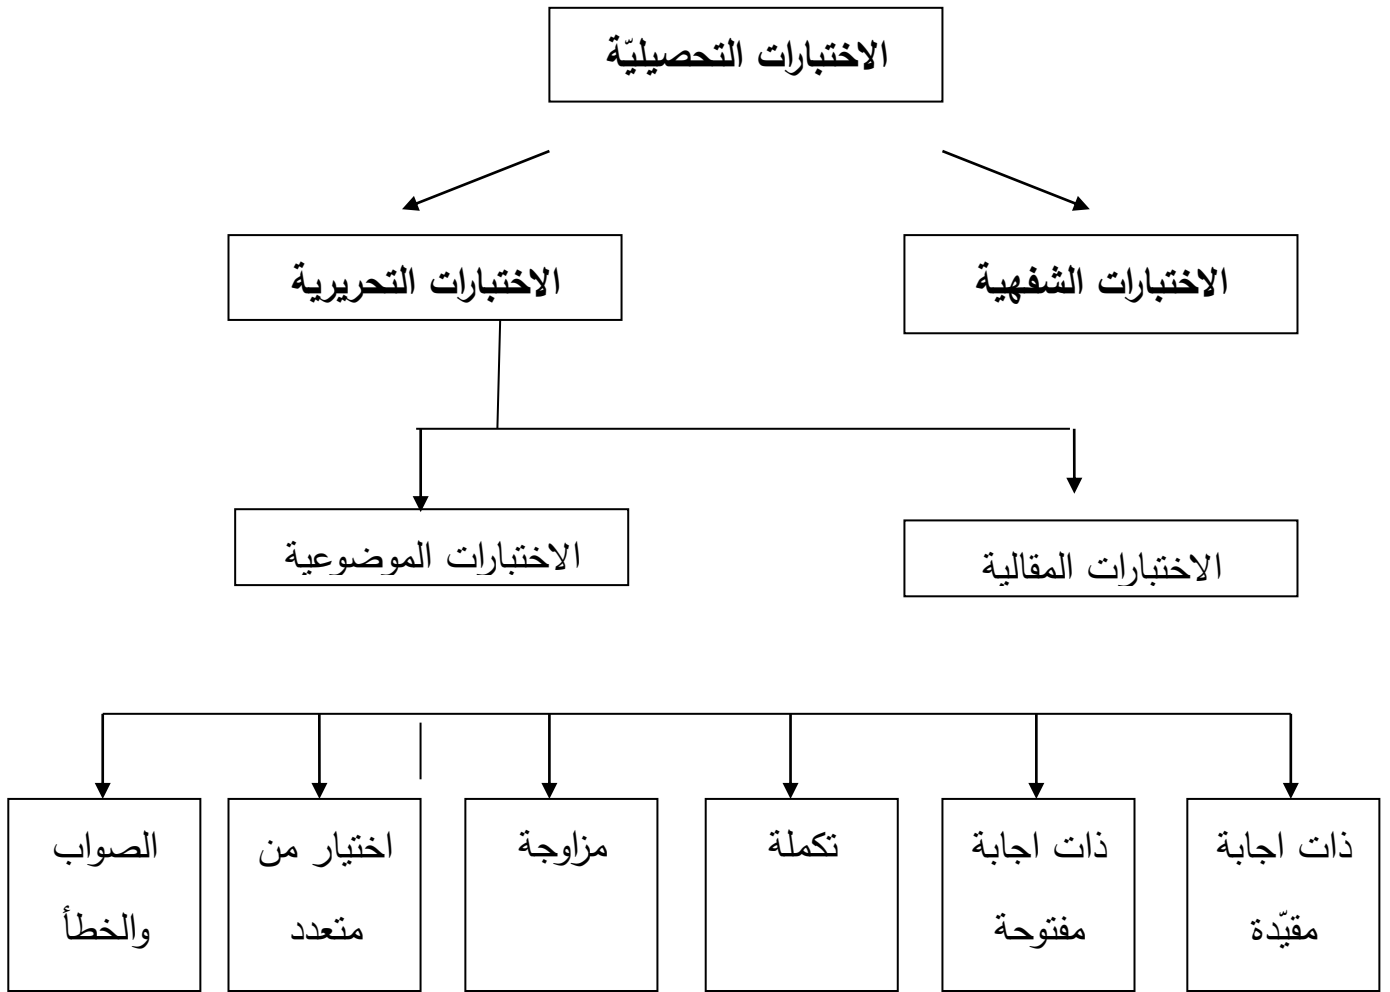 الاختبارات التحصيليّة
الاختبارات الشفهية
الاختبارات التحريرية
الاختبارات المقالية
الاختبارات الموضوعية
ذات اجابة
مقيّدة
ذات اجابة
مفتوحة
تكملة
مزاوجة
اختيار من
متعدد
الصواب
والخطأ